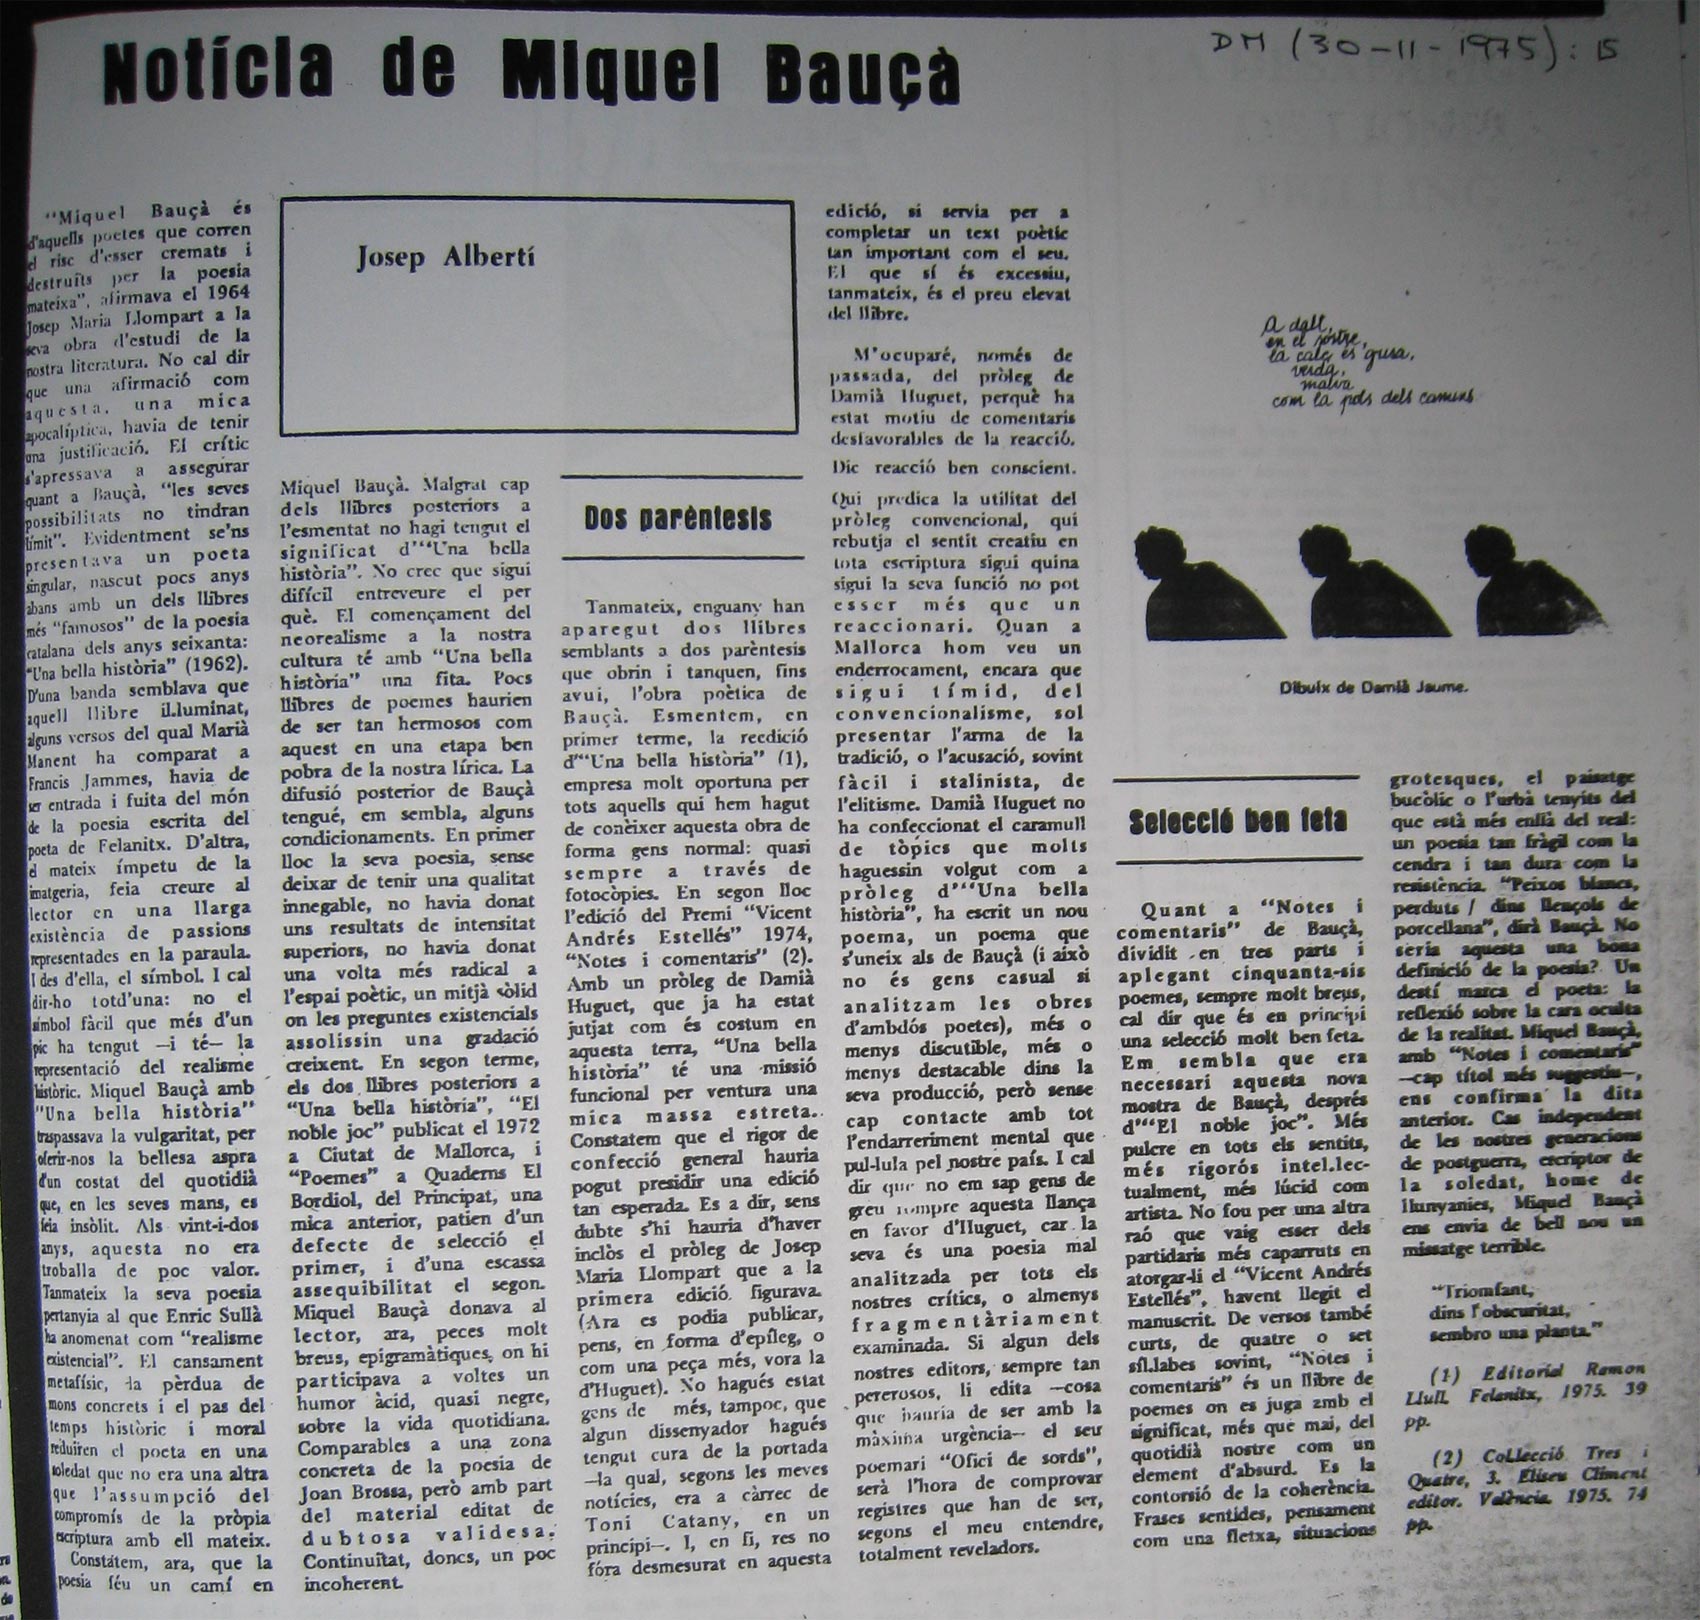 Notícia de Miquel Bauçà
DM (30-11-1975): 15
"Miquel Bauçà és
d'aquells poetes que corren
el risc d'esser cremats i
destruïts per la poesia
mateixa", afirmava el 1964
Josep Maria Llompart a la
seva obra d'estudi de la
nostra literatura. No cal dir
que una afirmació com
aquesta, una mica
apocalíptica, havia de tenir
una justificació. El crític
s'apressava a assegurar
quant a Bauçà, "les seves
possibilitats no tindran
límit". Evidentment se'ns
presentava un poeta
singular, nascut pocs anys
abans amb un dels llibres
més "famosos" de la poesia
catalana dels anys seixanta:
"Una bella història" (1962).
D'una banda semblava que
aquell llibre il.luminat,
alguns versos del qual Marià
Manent ha comparat a
Francis Jammes, havia de
ser entrada i fuita del món
de la poesia escrita del
poeta de Felanitx. D'altra,
el mateix ímpetu de la
imatgeria, feia creure al
lector en una llarga
existència de passions
representades en la paraula.
I des d'ella, el símbol. I cal
dir-ho totd'una: no el
símbol fàcil que més d'un
pic ha tengut —i té— la
representació del realisme
històric. Miquel Bauçà amb
"Una bella història"
traspassava la vulgaritat, per
oferir-nos la bellesa aspra
d'un costat del quotidià
que, en les seves mans, es
feia insòlit. Als vint-i-dos
anys, aquesta no era
troballa de poc valor.
Tanmateix la seva poesia
pertanyia al que Enric Sullà
ha anomenat com "realisme
existencial". El cansament
metafísic, la pèrdua de
mons concrets i el pas del
temps històric i moral
reduïren el poeta en una
soledat que no era una altra
que l'assumpció del
compromís de la pròpia
escriptura amb ell mateix.
Constatem, ara, que la
poesia féu un camí en
Josep Albertí
Miquel Bauçà. Malgrat cap
dels llibres posteriors a
l'esmentat no hagi tengut el
significat d'"Una bella
història". No crec que sigui
difícil entreveure el per
què. El començament del
neorealisme a la nostra
cultura té amb "Una bella
història" una fita. Pocs
llibres de poemes haurien
de ser tan hermosos com
aquest en una etapa ben
pobra de la nostra lírica. La
difusió posterior de Bauçà
tengué, em sembla, alguns
condicionaments. En primer
lloc la seva poesia, sense
deixar de tenir una qualitat
innegable, no havia donat
uns resultats de intensitat
superiors, no havia donat
una volta més radical a
l'espai poètic, un mitjà sòlid
on les preguntes existencials
assolissin una gradació
creixent. En segon terme,
els dos llibres posteriors a
"Una bella història", "El
noble joc" publicat el 1972
a Ciutat de Mallorca, i
"Poemes" a Quaderns El
Bordiol, del Principat, una
mica anterior, patien d'un
defecte de selecció el
primer, i d'una escassa
assequibilitat el segon.
Miquel Bauçà donava al
lector, ara, peces molt
breus, epigramàtiques, on hi
participava a voltes un
humor àcid, quasi negre,
sobre la vida quotidiana.
Comparables a una zona
concreta de la poesia de
Joan Brossa, però amb part
del material editat de
dubtosa validesa.
Continuïtat, doncs, un poc
incoherent.
Dos parèntesis
Tanmateix, enguany han
aparegut dos llibres
semblants a dos parèntesis
que obrin i tanquen, fins
avui, l'obra poètica de
Bauçà. Esmentem, en
primer terme, la reedició
d'"Una bella història" (1),
empresa molt oportuna per
tots aquells qui hem hagut
de conèixer aquesta obra de
forma gens normal: quasi
sempre a través de
fotocòpies. En segon lloc
l'edició del Premi "Vicent
Andrés Estellés" 1974,
"Notes i comentaris" (2).
Amb un pròleg de Damià
Huguet, que ja ha estat
jutjat com és costum en
aquesta terra, "Una bella
història" té una missió
funcional per ventura una
mica massa estreta.
Constatem que el rigor de
confecció general hauria
pogut presidir una edició
tan esperada. Es a dir, sens
dubte s'hi hauria d'haver
inclòs el pròleg de Josep
Maria Llompart que a la
primera edició figurava.
(Ara es podia publicar,
pens, en forma d'epíleg, o
com una peça més, vora la
d'Huguet). No hagués estat
gens de més, tampoc, que
algun dissenyador hagués
tengut cura de la portada
—la qual, segons les meves
notícies, era a càrrec de
Toni Catany, en un
principi—. I, en fi, res no
fóra desmesurat en aquesta
edició, si servia per a
completar un text poètic
tan important com el seu.
El que sí és excessiu,
tanmateix, és el preu elevat
del llibre.
M'ocuparé, només de
passada, del pròleg de
Damià Huguet, perquè ha
estat motiu de comentaris
desfavorables de la reacció.
Dic reacció ben conscient.
Qui predica la utilitat del
pròleg convencional, qui
rebutja el sentit creatiu en
tota escriptura sigui quina
sigui la seva funció no pot
esser més que un
reaccionari. Quan a
Mallorca hom veu un
enderrocament, encara que
sigui tímid, del
convencionalisme, sol
presentar l'arma de la
tradició, o l'acusació, sovint
fàcil i stalinista, de
l'elitisme. Damià Huguet no
ha confeccionat el caramull
de tòpics que molts
haguessin volgut com a
pròleg d'"Una bella
història", ha escrit un nou
poema, un poema que
s'uneix als de Bauçà (i això
no és gens casual si
analitzam les obres
d'ambdós poetes), més o
menys discutible, més o
menys destacable dins la
seva producció, però sense
cap contacte amb tot
l'endarreriment mental que
pul-lula pel nostre país. I cal
dir que no em sap gens de
greu rompre aquesta llança
en favor d'Huguet, car la
seva és una poesia mal
analitzada per tots els
nostres crítics, o almenys
fragmentàriament
examinada. Si algun dels
nostres editors, sempre tan
pererosos, li edita —cosa
que hauria de ser amb la
màxima urgència— el seu
poemari "Ofici de sords",
serà l'hora de comprovar
registres que han de ser,
segons el meu entendre,
totalment reveladors.
A dalt,
en el sostre,
la calç és grisa,
verda,
malva
com la pols dels camins
Dibuix de Damià Jaume.
Selecció ben feta
Quant a "Notes i
comentaris" de Bauçà,
dividit en tres parts i
aplegant cinquanta-sis
poemes, sempre molt breus,
cal dir que és en principi
una selecció molt ben feta.
Em sembla que era
necessari aquesta nova
mostra de Bauçà, després
d'"El noble joc". Més
pulcre en tots els sentits,
més rigorós intel.lec-
tualment, més lúcid com
artista. No fou per una altra
raó que vaig esser dels
partidaris més caparruts en
atorgar-li el "Vicent Andrés
Estellés", havent llegit el
manuscrit. De versos també
curts, de quatre o set
síl.labes sovint, "Notes i
comentaris" és un llibre de
poemes on es juga amb el
significat, més que mai, del
quotidià nostre com un
element d'absurd. Es la
contorsió de la coherència.
Frases sentides, pensament
com una fletxa, situacions
grotesques, el paisatge
bucòlic o l'urbà tenyits del
que està més enllà del real:
un poesia tan fràgil com la
cendra i tan dura com la
resistència. "Peixos blancs,
perduts / dins llençols de
porcellana", dirà Bauçà. No
seria aquesta una bona
definició de la poesia? Un
destí marca el poeta: la
reflexió sobre la cara oculta
de la realitat. Miquel Bauçà,
amb "Notes i comentaris"
—cap títol més suggestiu—,
ens confirma la dita
anterior. Cas independent
de les nostres generacions
de postguerra, escriptor de
la soledat, home de
llunyanies, Miquel Bauçà
ens envia de bell nou un
missatge terrible.
"Triomfant,
dins l'obscuritat,
sembro una planta."
(1) Editorial Ramon
Llull. Felanitx, 1975. 39
pp.
(2) Col.lecció Tres i
Quatre, 3. Eliseu Climent
editor. València. 1975. 74
pp.